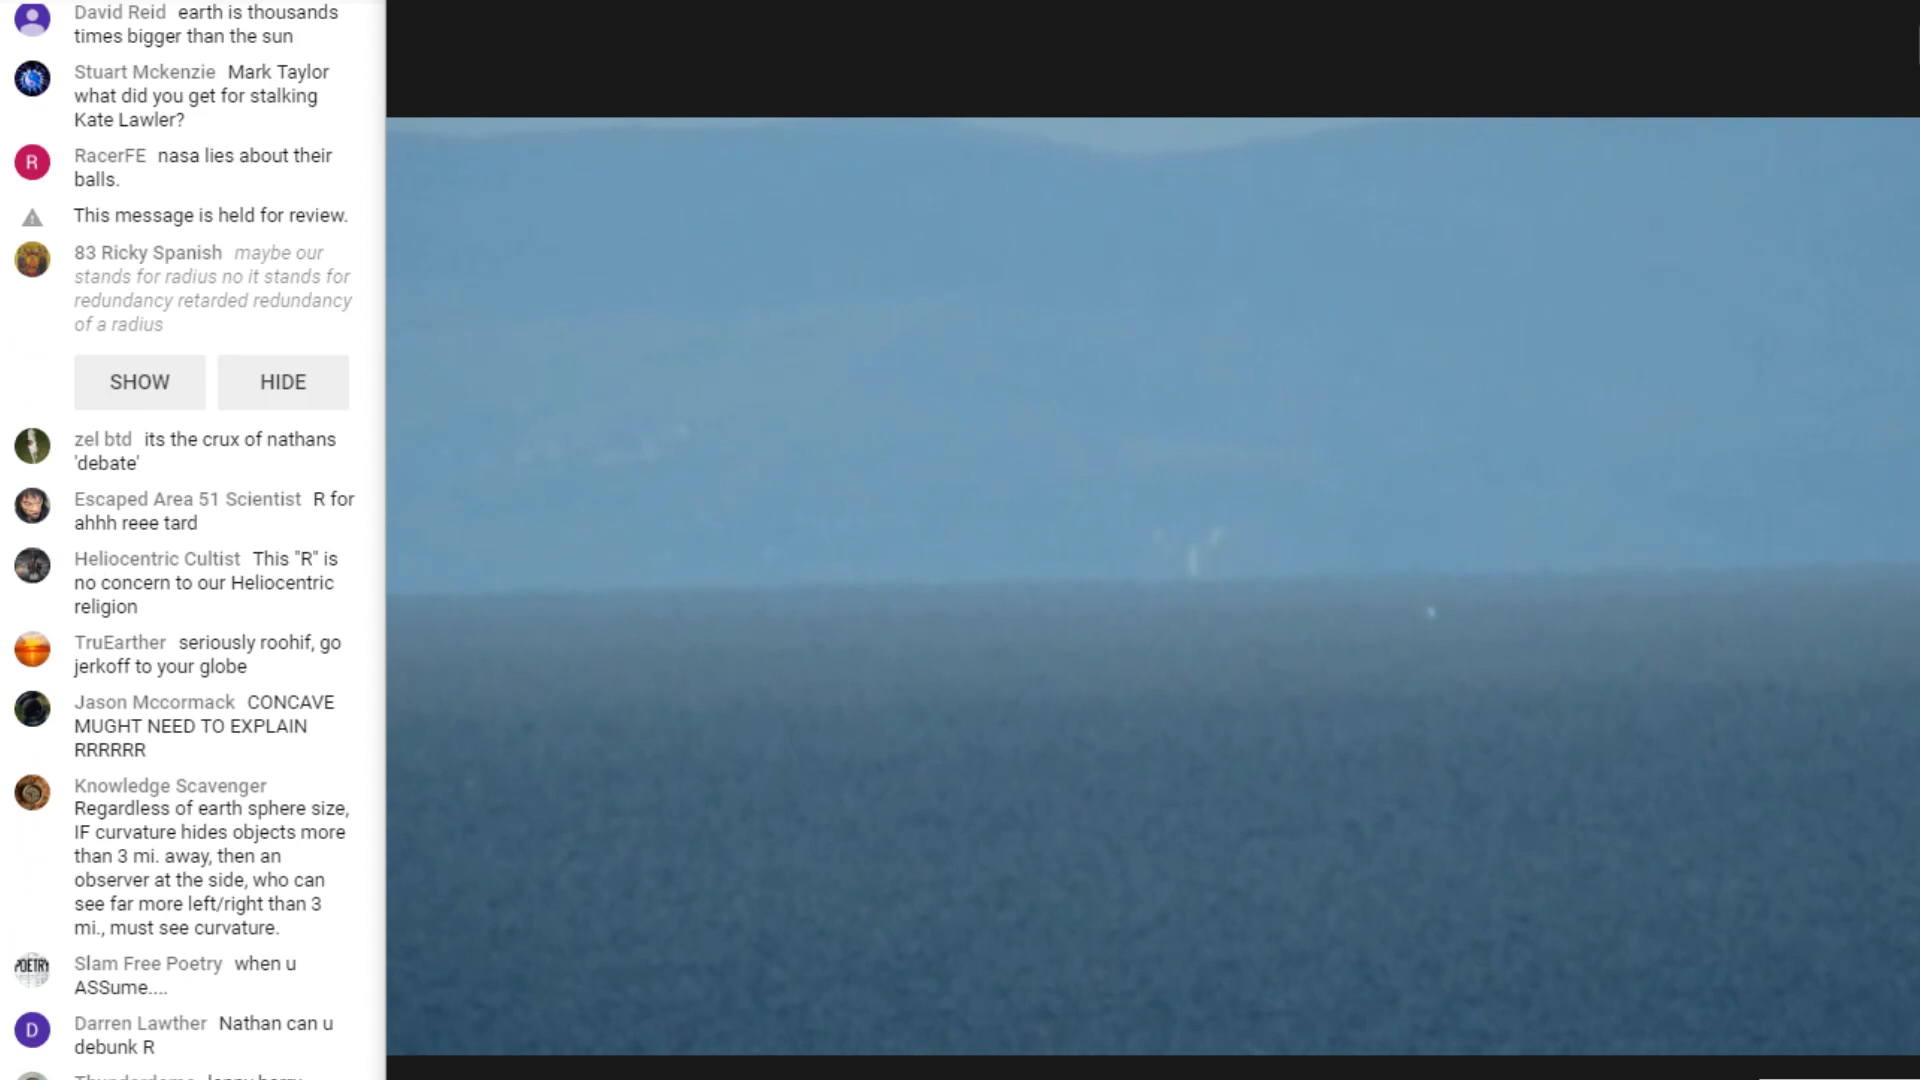 David Reid earth is thousands
times bigger than the sun
Stuart Mckenzie Mark Taylor
what did you get for stalking
Kate Lawler?
R
RacerFE nasa lies about their
balls.
This message is held for review.
83 Ricky Spanish maybe our
stands for radius no it stands for
redundancy retarded redundancy
of a radius
SHOW HIDE
zel btd its the crux of nathans
'debate'
Escaped Area 51 Scientist R for
ahhh reee tard
Heliocentric Cultist This "R" is
no concern to our Heliocentric
religion
TruEarther seriously roohif, go
jerkoff to your globe
Jason Mccormack CONCAVE
MUGHT NEED TO EXPLAIN
RRRRRR
Knowledge Scavenger
Regardless of earth sphere size,
IF curvature hides objects more
than 3 mi. away, then an
observer at the side, who can
see far more left/right than 3
mi., must see curvature.
POETRY
Slam Free Poetry when u
ASSume....
D
Darren Lawther Nathan can u
debunk R